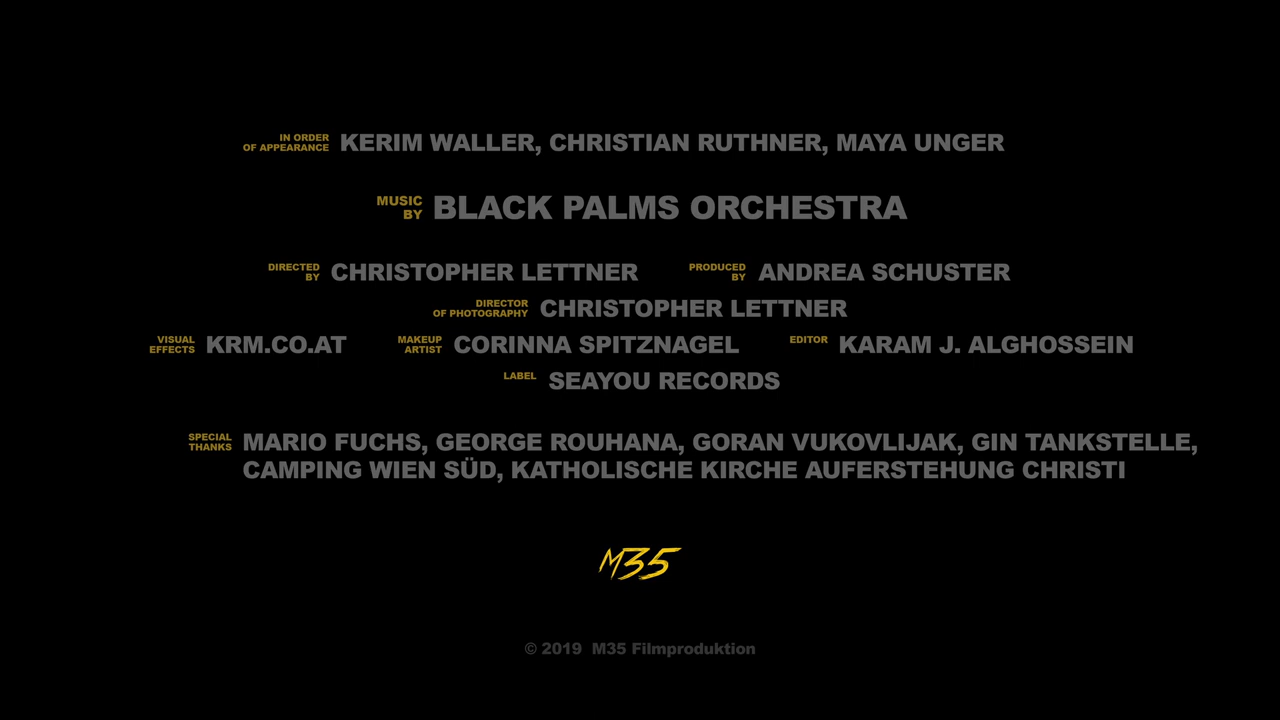 IN ORDER
OF APPEARANCE KERIM WALLER, CHRISTIAN RUTHNER, MAYA UNGER
MUSIC
BY BLACK PALMS ORCHESTRA
DIRECTED
BY CHRISTOPHER LETTNER
PRODUCED
BY ANDREA SCHUSTER
DIRECTOR
OF PHOTOGRAPHY CHRISTOPHER LETTNER
VISUAL
EFFECTS KRM.CO.AT
MAKEUP
ARTIST CORINNA SPITZNAGEL
EDITOR KARAM J. ALGHOSSEIN
LABEL SEAYOU RECORDS
SPECIAL
THANKS MARIO FUCHS, GEORGE ROUHANA, GORAN VUKOVLIJAK, GIN TANKSTELLE,
CAMPING WIEN SÜD, KATHOLISCHE KIRCHE AUFERSTEHUNG CHRISTI
M35
© 2019 M35 Filmproduktion